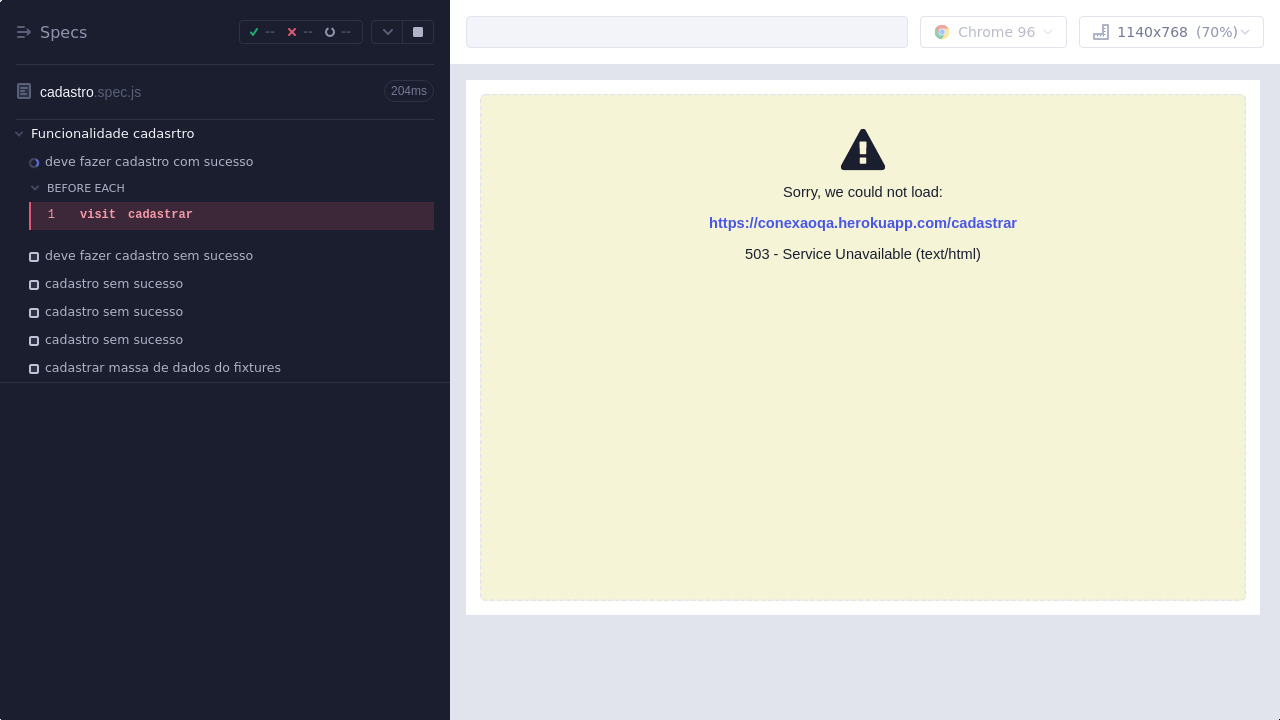 Specs
-- -- --
cadastro.spec.js
204ms
Funcionalidade cadasrtro
deve fazer cadastro com sucesso
BEFORE EACH
1 visit cadastrar
deve fazer cadastro sem sucesso
cadastro sem sucesso
cadastro sem sucesso
cadastro sem sucesso
cadastrar massa de dados do fixtures
Chrome 96
1140x768 (70%)
Sorry, we could not load:
https://conexaoqa.herokuapp.com/cadastrar
503 - Service Unavailable (text/html)